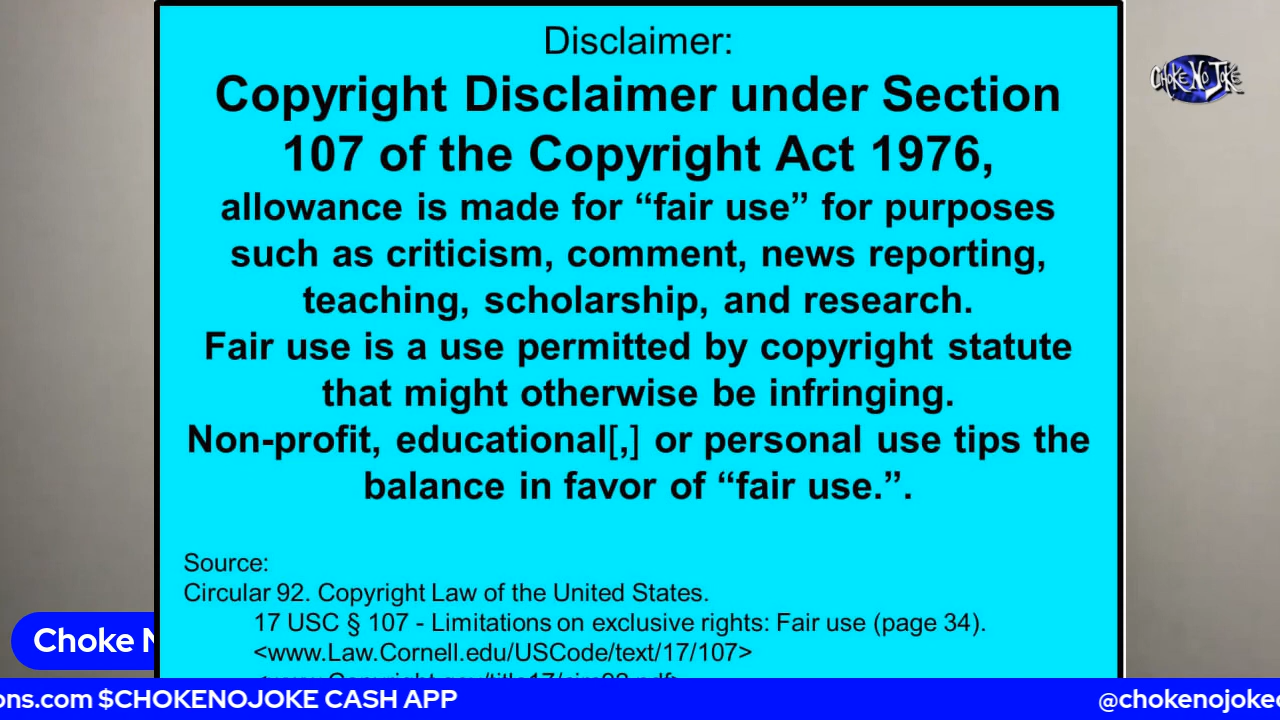 Disclaimer:
Copyright Disclaimer under Section
107 of the Copyright Act 1976,
allowance is made for “fair use” for purposes
such as criticism, comment, news reporting,
teaching, scholarship, and research.
Fair use is a use permitted by copyright statute
that might otherwise be infringing.
Non-profit, educational[,] or personal use tips the
balance in favor of “fair use.”.
Source:
Circular 92. Copyright Law of the United States.
17 USC § 107 - Limitations on exclusive rights: Fair use (page 34).
<www.Law.Cornell.edu/USCode/text/17/107>
CHOKE NO JOKE
Choke N
ons.com $CHOKENOJOKE CASH APP
@chokenojoke